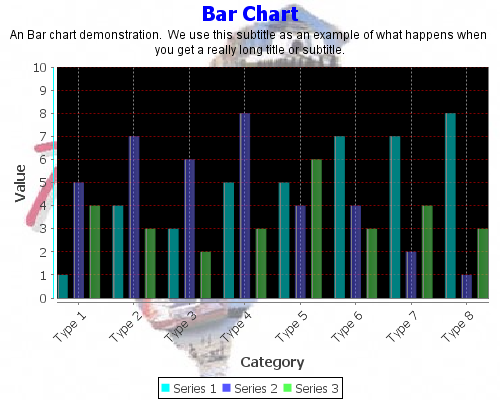 Bar Chart
An Bar chart demonstration. We use this subtitle as an example of what happens when
you get a really long title or subtitle.
10
9
8
7
6
5
4
3
2
1
0
Value
Type 1
Type 2
Type 3
Type 4
Type 5
Type 6
Type 7
Type 8
Category
Series 1 Series 2 Series 3